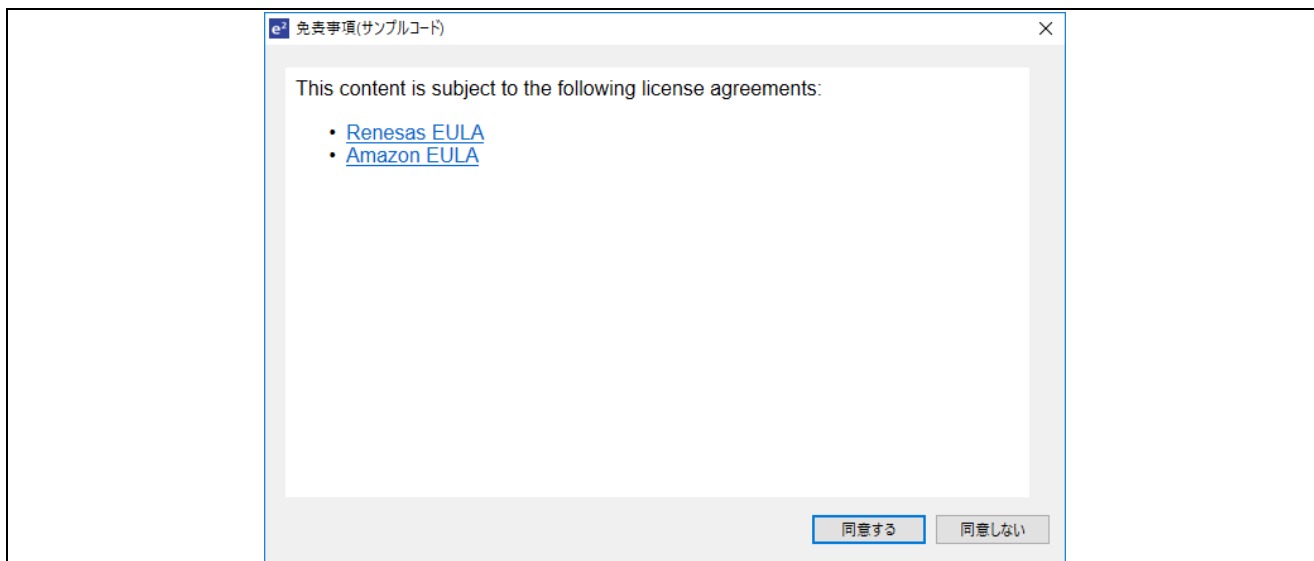 e² 免責事項(サンプルコード)
This content is subject to the following license agreements:
• Renesas EULA
• Amazon EULA
同意する 同意しない